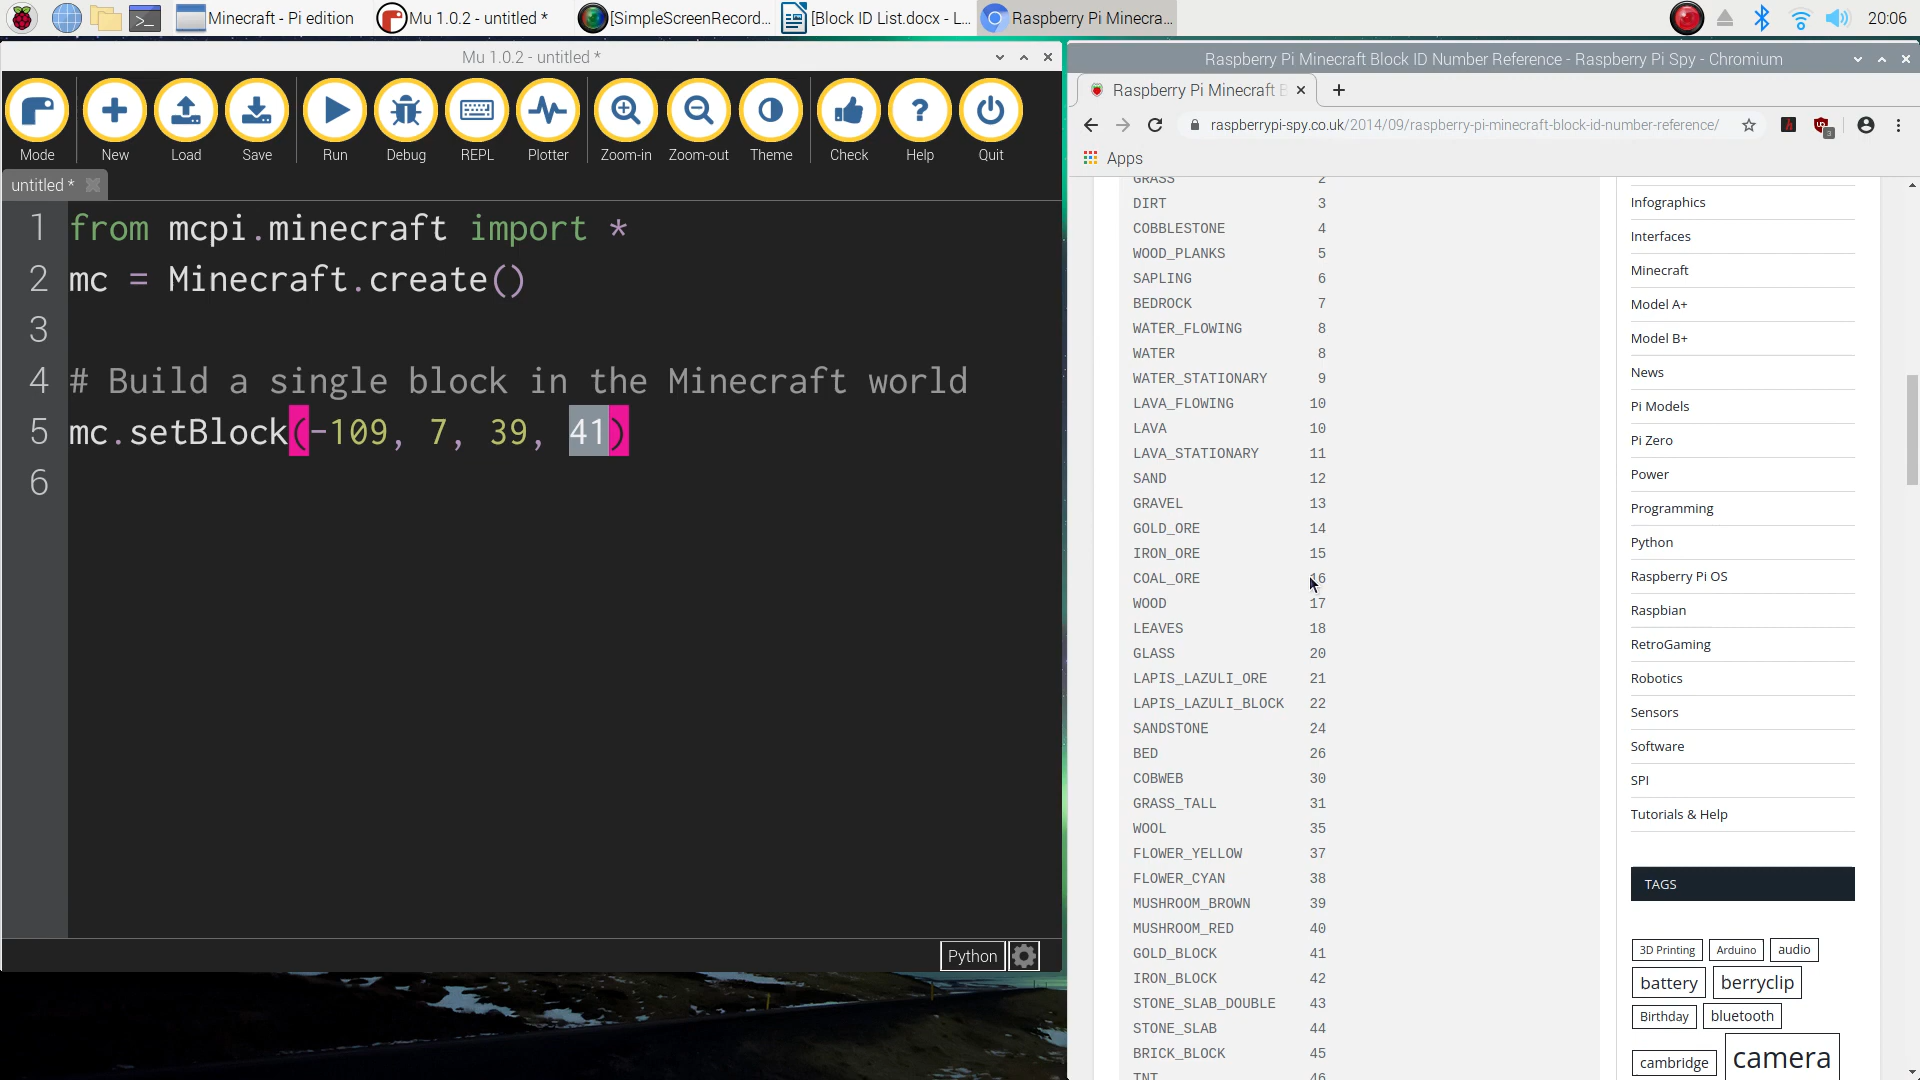 Minecraft - Pi edition
Mu 1.0.2 - untitled *
[SimpleScreenRecord...
[Block ID List.docx - L...
Raspberry Pi Minecra...
20:06
Mu 1.0.2 - untitled *
Mode
New
Load
Save
Run
Debug
REPL
Plotter
Zoom-in
Zoom-out
Theme
Check
Help
Quit
untitled *
1 from mcpi.minecraft import *
2 mc = Minecraft.create()
3
4 # Build a single block in the Minecraft world
5 mc.setBlock(-109, 7, 39, 41)
6
Python
Raspberry Pi Minecraft Block ID Number Reference - Raspberry Pi Spy - Chromium
Raspberry Pi Minecraft
raspberrypi-spy.co.uk/2014/09/raspberry-pi-minecraft-block-id-number-reference/
3
Apps
GRASS 2
DIRT 3
COBBLESTONE 4
WOOD_PLANKS 5
SAPLING 6
BEDROCK 7
WATER_FLOWING 8
WATER 8
WATER_STATIONARY 9
LAVA_FLOWING 10
LAVA 10
LAVA_STATIONARY 11
SAND 12
GRAVEL 13
GOLD_ORE 14
IRON_ORE 15
COAL_ORE 16
WOOD 17
LEAVES 18
GLASS 20
LAPIS_LAZULI_ORE 21
LAPIS_LAZULI_BLOCK 22
SANDSTONE 24
BED 26
COBWEB 30
GRASS_TALL 31
WOOL 35
FLOWER_YELLOW 37
FLOWER_CYAN 38
MUSHROOM_BROWN 39
MUSHROOM_RED 40
GOLD_BLOCK 41
IRON_BLOCK 42
STONE_SLAB_DOUBLE 43
STONE_SLAB 44
BRICK_BLOCK 45
TNT 46
Infographics
Interfaces
Minecraft
Model A+
Model B+
News
Pi Models
Pi Zero
Power
Programming
Python
Raspberry Pi OS
Raspbian
RetroGaming
Robotics
Sensors
Software
SPI
Tutorials & Help
TAGS
3D Printing
Arduino
audio
battery
berryclip
Birthday
bluetooth
cambridge
camera